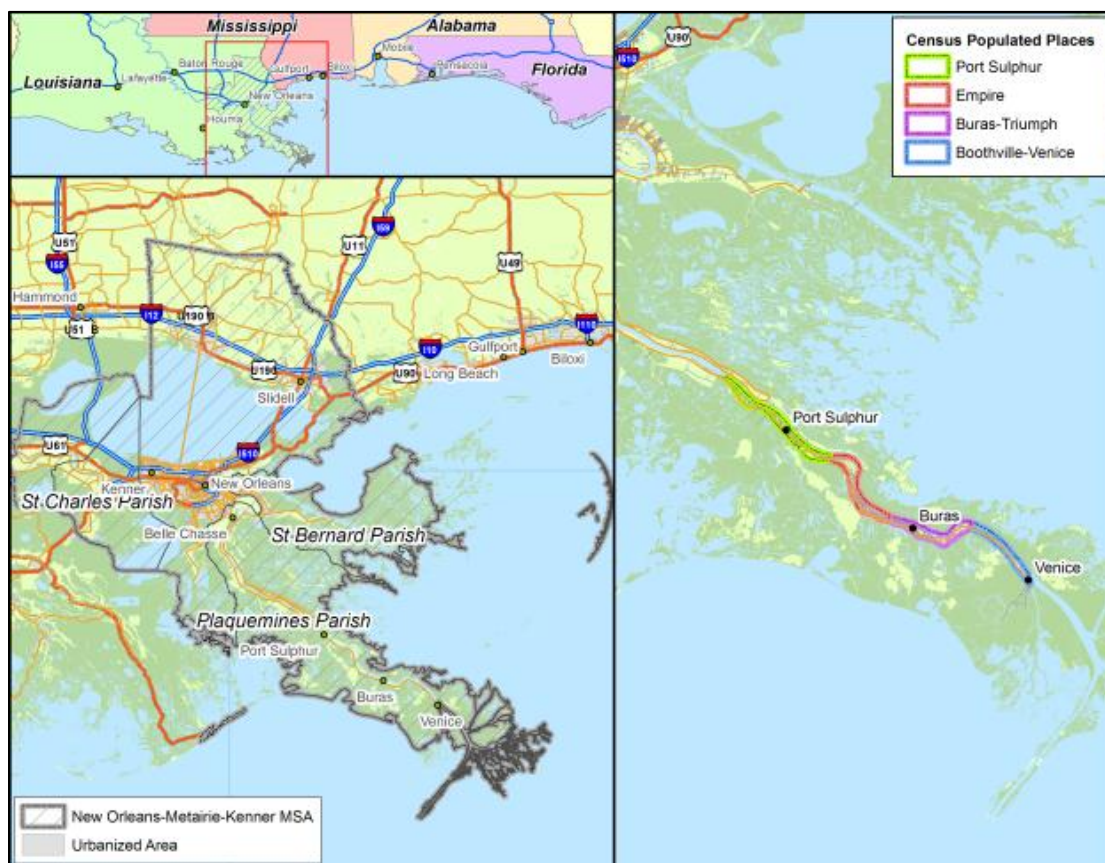 Mississippi
Alabama
Louisiana
Florida
Lafayette
Baton Rouge
Gulfport
Biloxi
Mobile
Pensacola
New Orleans
Houma
U51
I55
I59
U11
U49
Hammond
I12
U190
U51 B
U190
I10
I110
Gulfport
Biloxi
U90
Long Beach
Slidell
U61
I510
Kenner
New Orleans
St Charles Parish
Belle Chasse
St Bernard Parish
Plaquemines Parish
Port Sulphur
Buras
Venice
New Orleans-Metairie-Kenner MSA
Urbanized Area
U90
I510
Census Populated Places
Port Sulphur
Empire
Buras-Triumph
Boothville-Venice
Port Sulphur
Buras
Venice